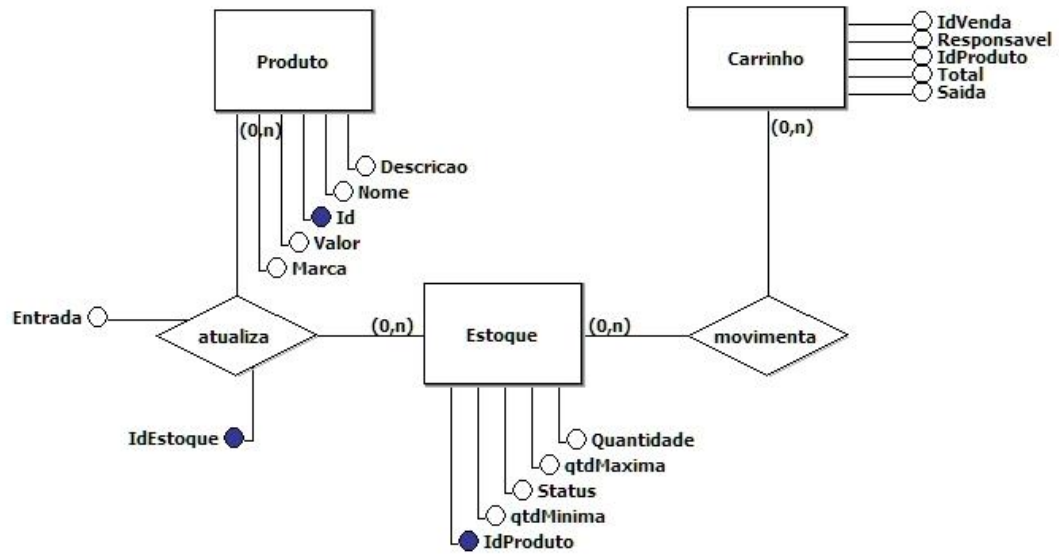 Produto
Carrinho
IdVenda
Responsavel
IdProduto
Total
Saida
(0,n)
(0,n)
Descricao
Nome
Id
Valor
Marca
Entrada
atualiza
(0,n)
Estoque
(0,n)
movimenta
IdEstoque
Quantidade
qtdMaxima
Status
qtdMinima
IdProduto